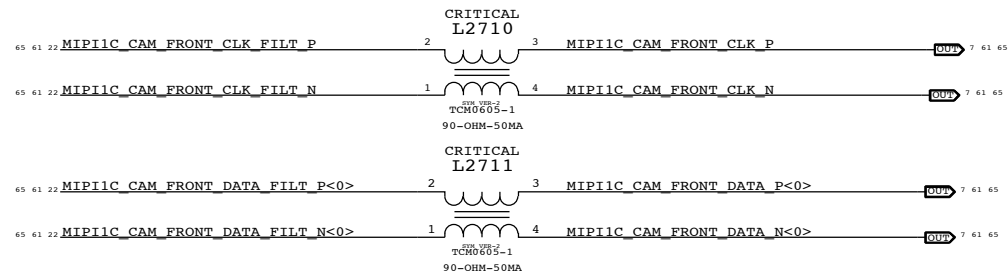 CRITICAL
L2710
65 61 22 MIPI1C_CAM_FRONT_CLK_FILT_P 2 3 MIPI1C_CAM_FRONT_CLK_P OUT 7 61 65
65 61 22 MIPI1C_CAM_FRONT_CLK_FILT_N 1 4 MIPI1C_CAM_FRONT_CLK_N OUT 7 61 65
SYM_VER-2
TCM0605-1
90-OHM-50MA
CRITICAL
L2711
65 61 22 MIPI1C_CAM_FRONT_DATA_FILT_P<0> 2 3 MIPI1C_CAM_FRONT_DATA_P<0> OUT 7 61 65
65 61 22 MIPI1C_CAM_FRONT_DATA_FILT_N<0> 1 4 MIPI1C_CAM_FRONT_DATA_N<0> OUT 7 61 65
SYM_VER-2
TCM0605-1
90-OHM-50MA